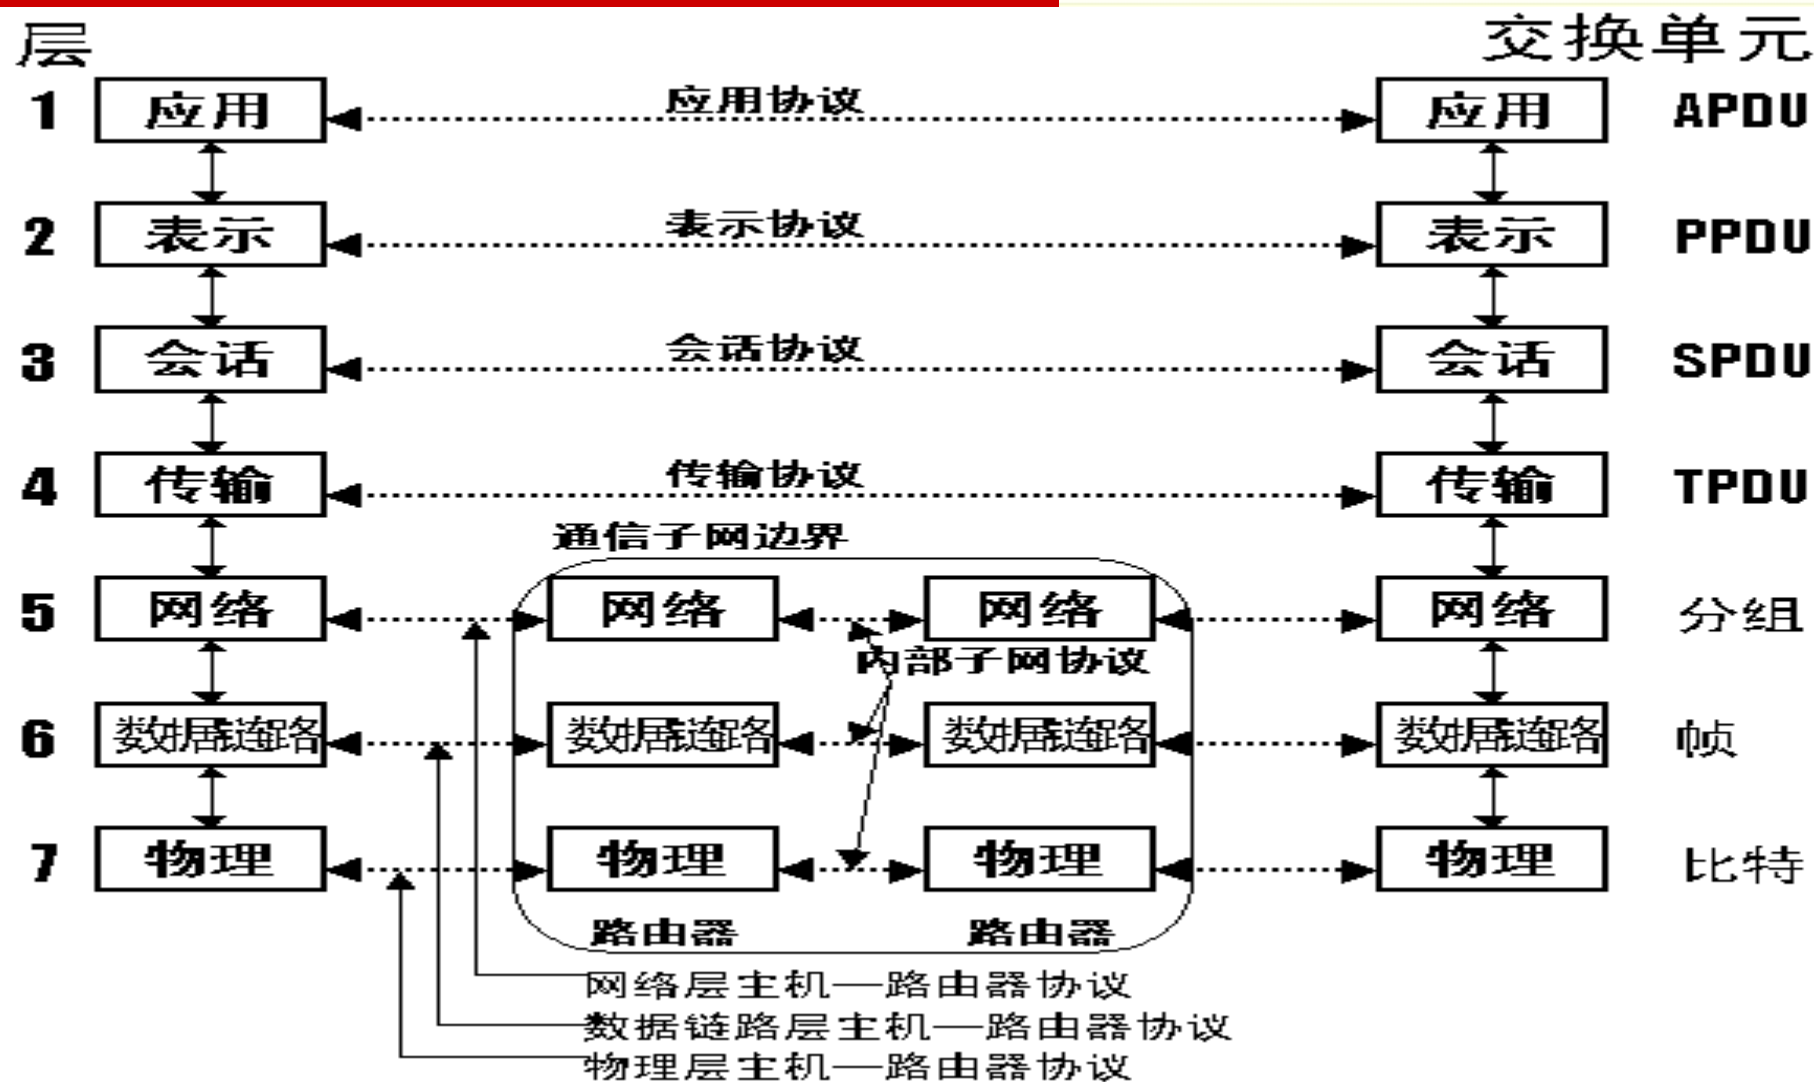 层 交换单元
1 应用 应用协议 应用 APDU
2 表示 表示协议 表示 PPDU
3 会话 会话协议 会话 SPDU
4 传输 传输协议 传输 TPDU
通信子网边界
5 网络 网络 网络 网络 分组
内部子网协议
6 数据链路 数据链路 数据链路 数据链路 帧
7 物理 物理 物理 物理 比特
路由器 路由器
网络层主机—路由器协议
数据链路层主机—路由器协议
物理层主机—路由器协议